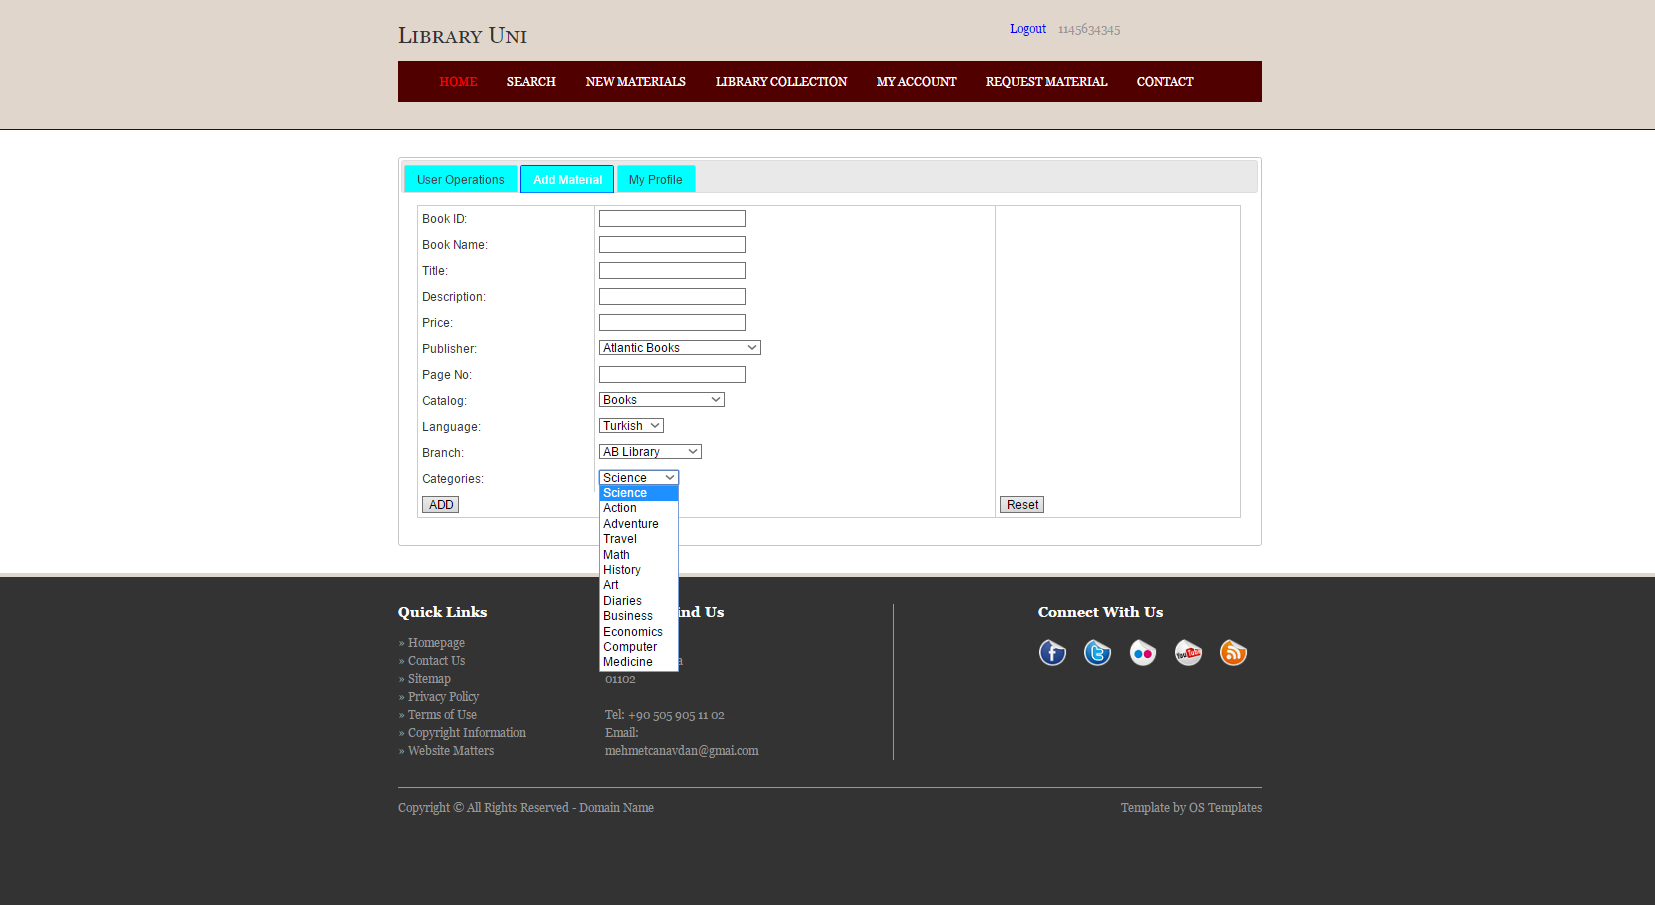 Library Uni
Logout 1145634345
HOME SEARCH NEW MATERIALS LIBRARY COLLECTION MY ACCOUNT REQUEST MATERIAL CONTACT
User Operations Add Material My Profile
Book ID:
Book Name:
Title:
Description:
Price:
Publisher: Atlantic Books
Page No:
Catalog: Books
Language: Turkish
Branch: AB Library
Categories: Science
Science
Action
Adventure
Travel
Math
History
Art
Diaries
Business
Economics
Computer
Medicine
ADD Reset
Quick Links
» Homepage
» Contact Us
» Sitemap
» Privacy Policy
» Terms of Use
» Copyright Information
» Website Matters
Us
01102
Tel: +90 505 905 11 02
Email:
mehmetcanavdan@gmai.com
Connect With Us
You Tube
Copyright © All Rights Reserved - Domain Name
Template by OS Templates